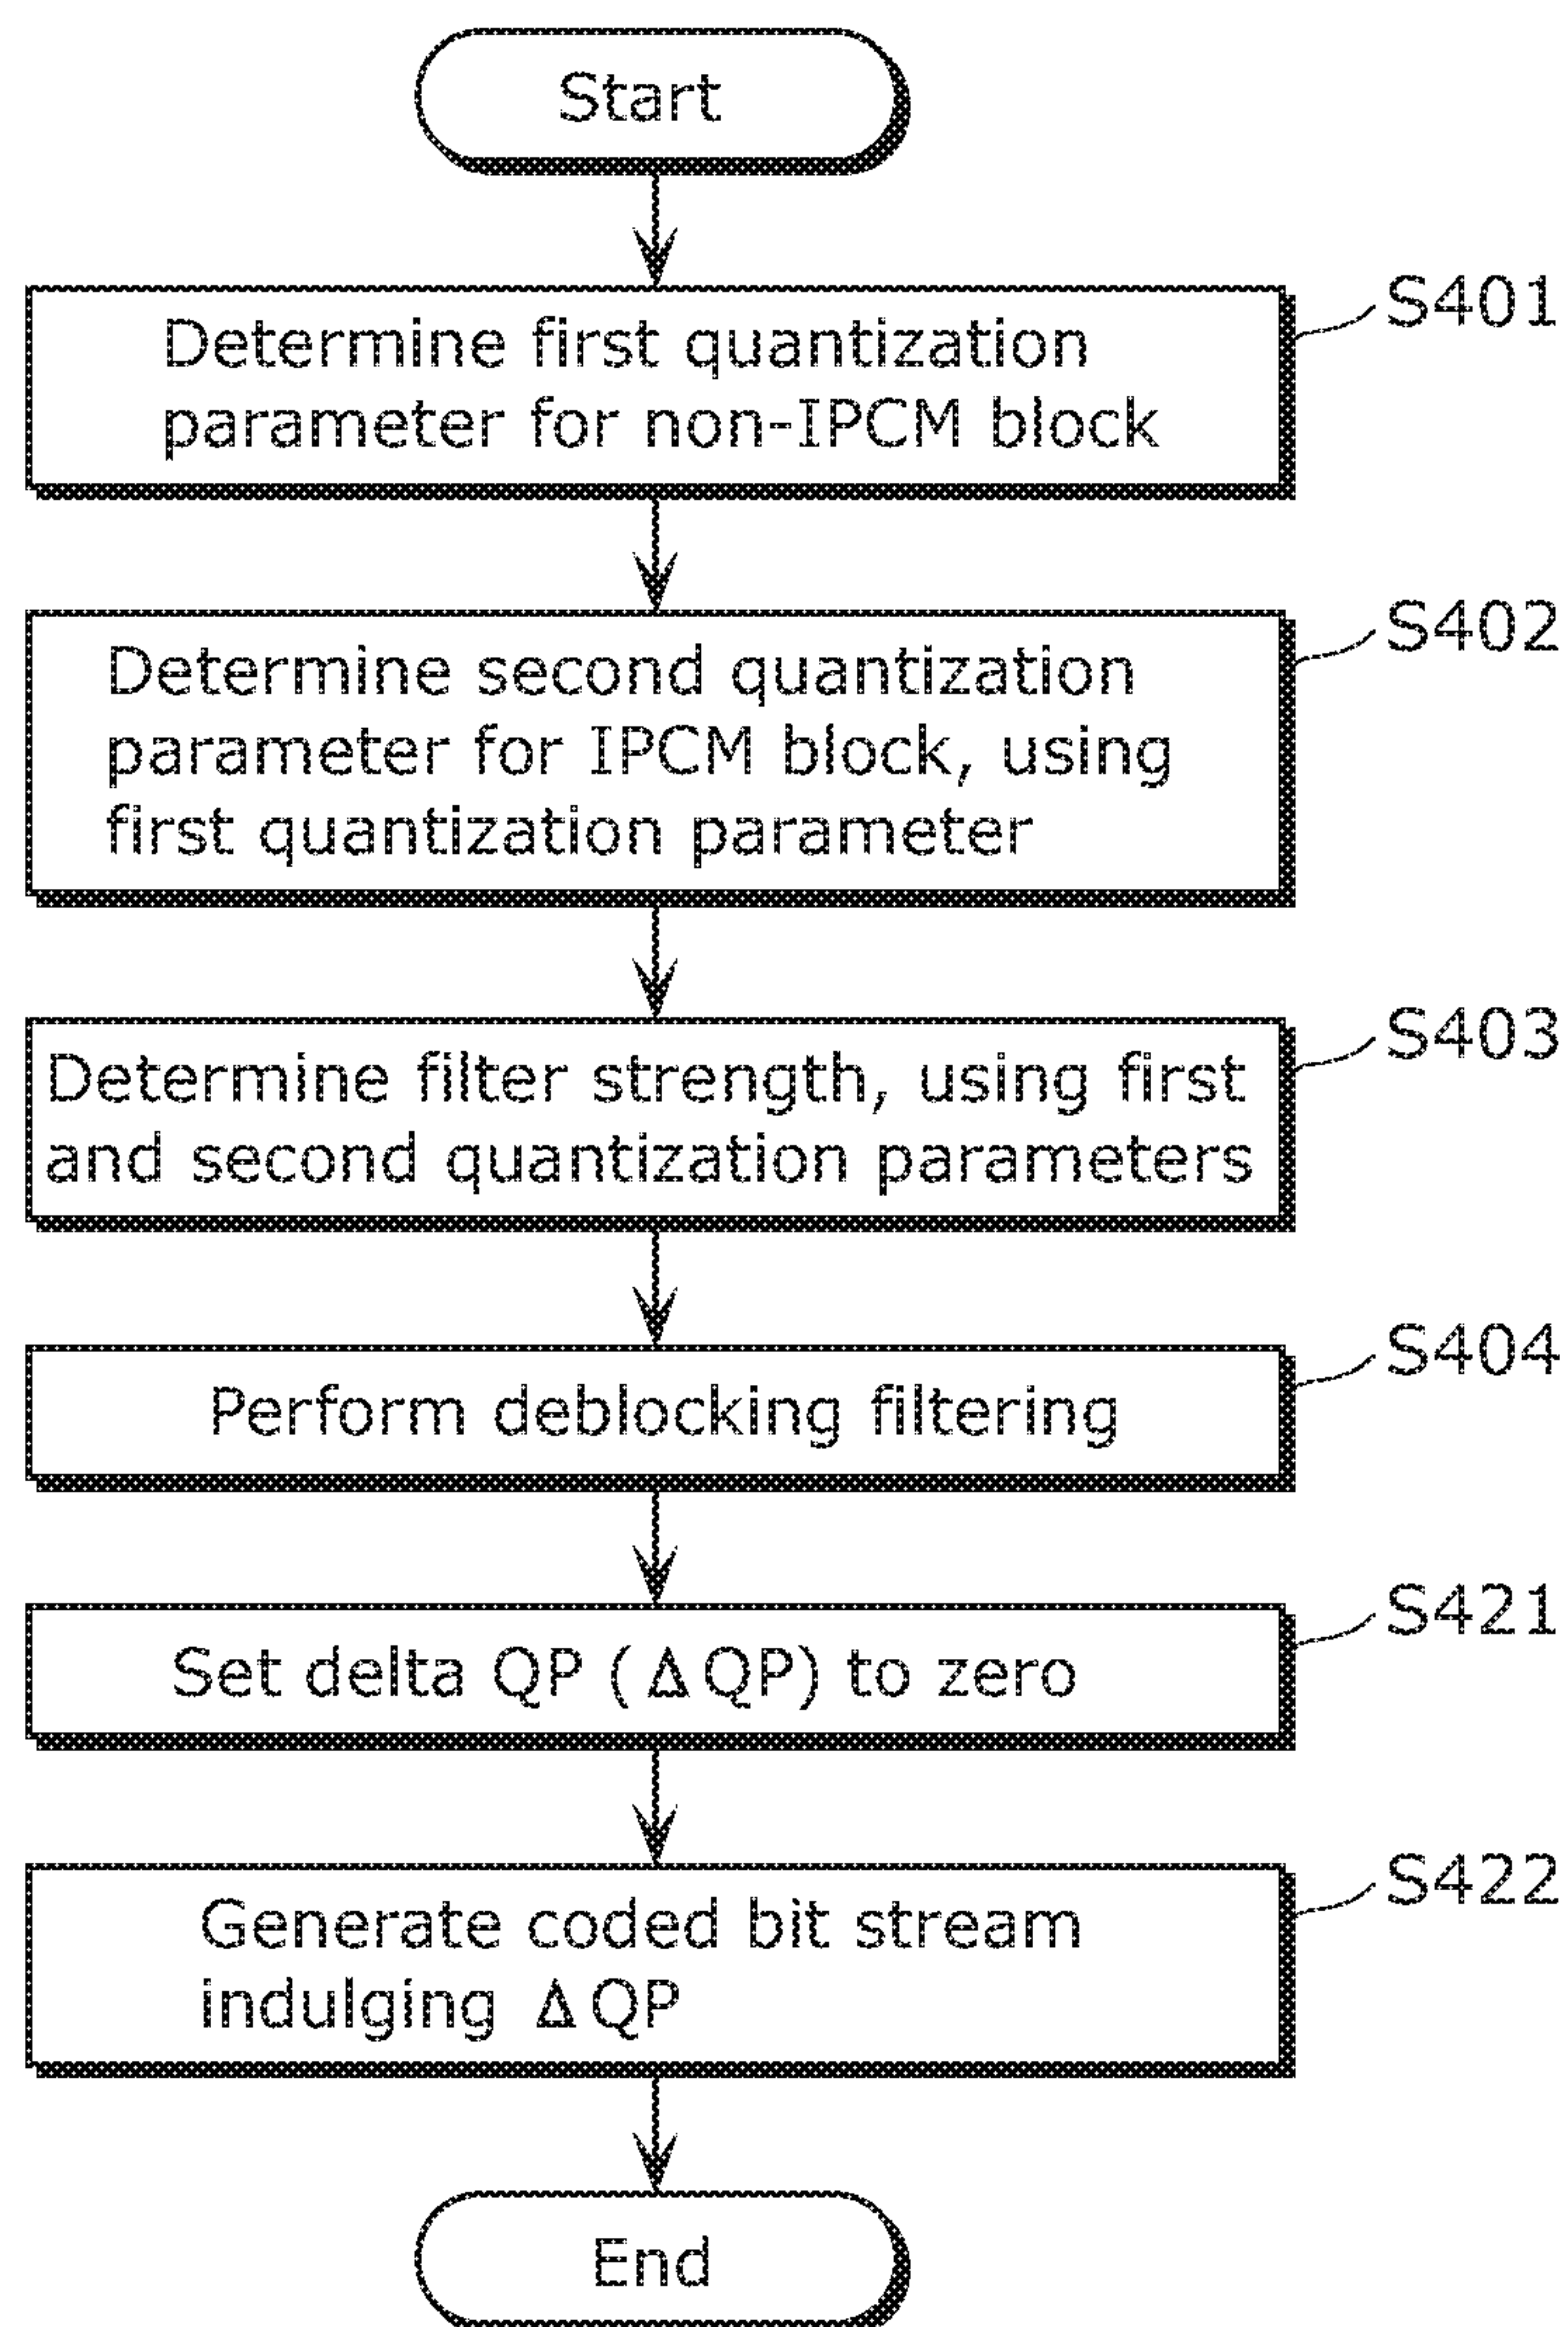 Start
S401
Determine first quantization
parameter for non-IPCM block
S402
Determine second quantization
parameter for IPCM block, using
first quantization parameter
S403
Determine filter strength, using first
and second quantization parameters
S404
Perform deblocking filtering
S421
Set delta QP (ΔQP) to zero
S422
Generate coded bit stream
indulging ΔQP
End